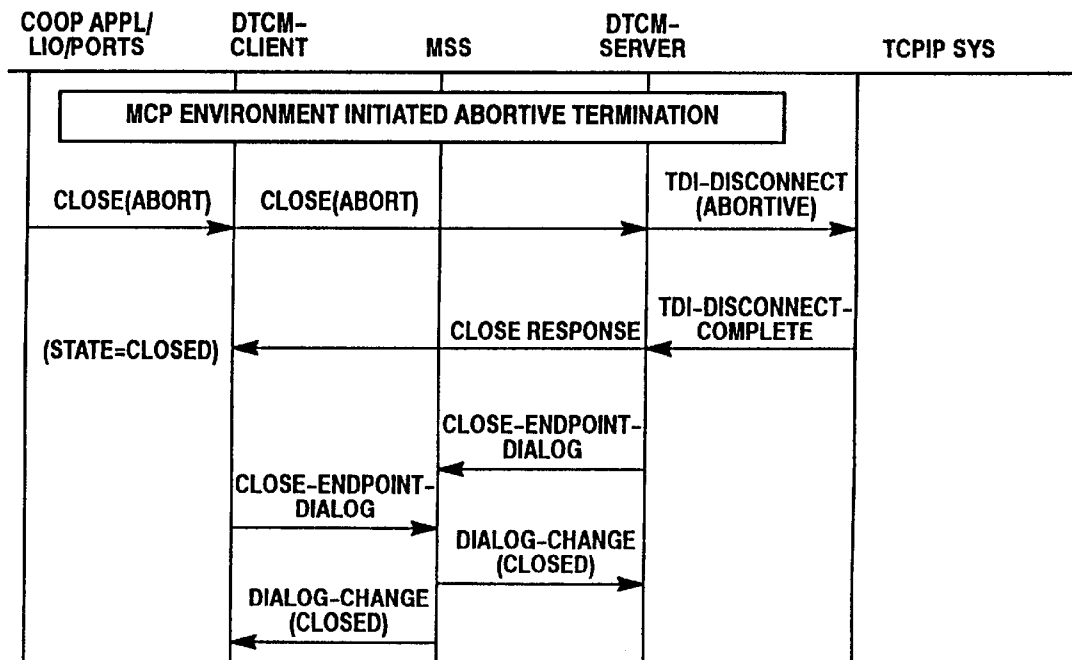 COOP APPL/ DTCM- DTCM-
LIO/PORTS CLIENT MSS SERVER TCPIP SYS
MCP ENVIRONMENT INITIATED ABORTIVE TERMINATION
CLOSE(ABORT) CLOSE(ABORT) TDI-DISCONNECT
(ABORTIVE)
TDI-DISCONNECT-
CLOSE RESPONSE COMPLETE
(STATE=CLOSED)
CLOSE-ENDPOINT-
DIALOG
CLOSE-ENDPOINT-
DIALOG
DIALOG-CHANGE
(CLOSED)
DIALOG-CHANGE
(CLOSED)